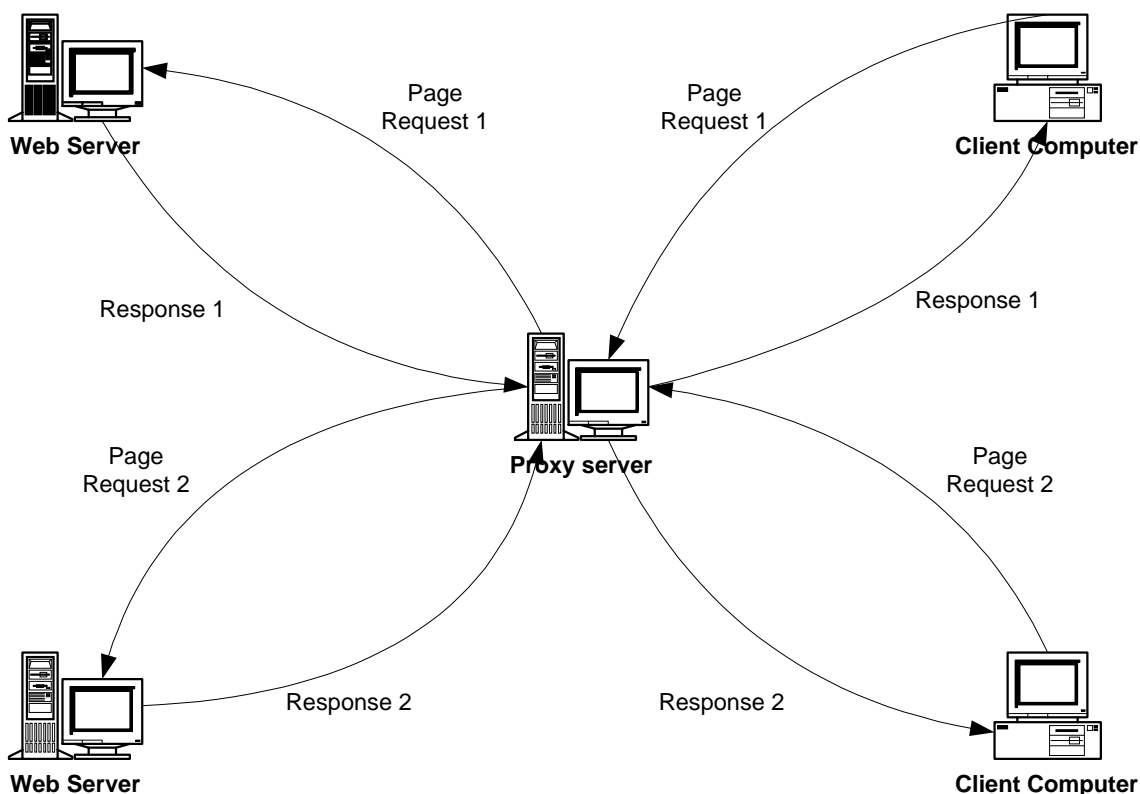 Page
Request 1
Page
Request 1
Web Server
Client Computer
Response 1
Response 1
Proxy server
Page
Request 2
Page
Request 2
Response 2
Response 2
Web Server
Client Computer